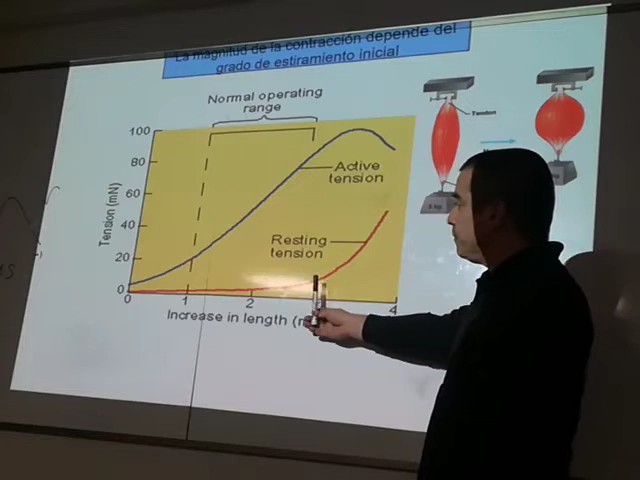 La magnitud de la contracción depende del
grado de estiramiento inicial
Normal operating
range
Tension
100
80
60
40
20
0
Tension (mN)
Active
tension
Resting
tension
0
1
2
4
Increase in length (